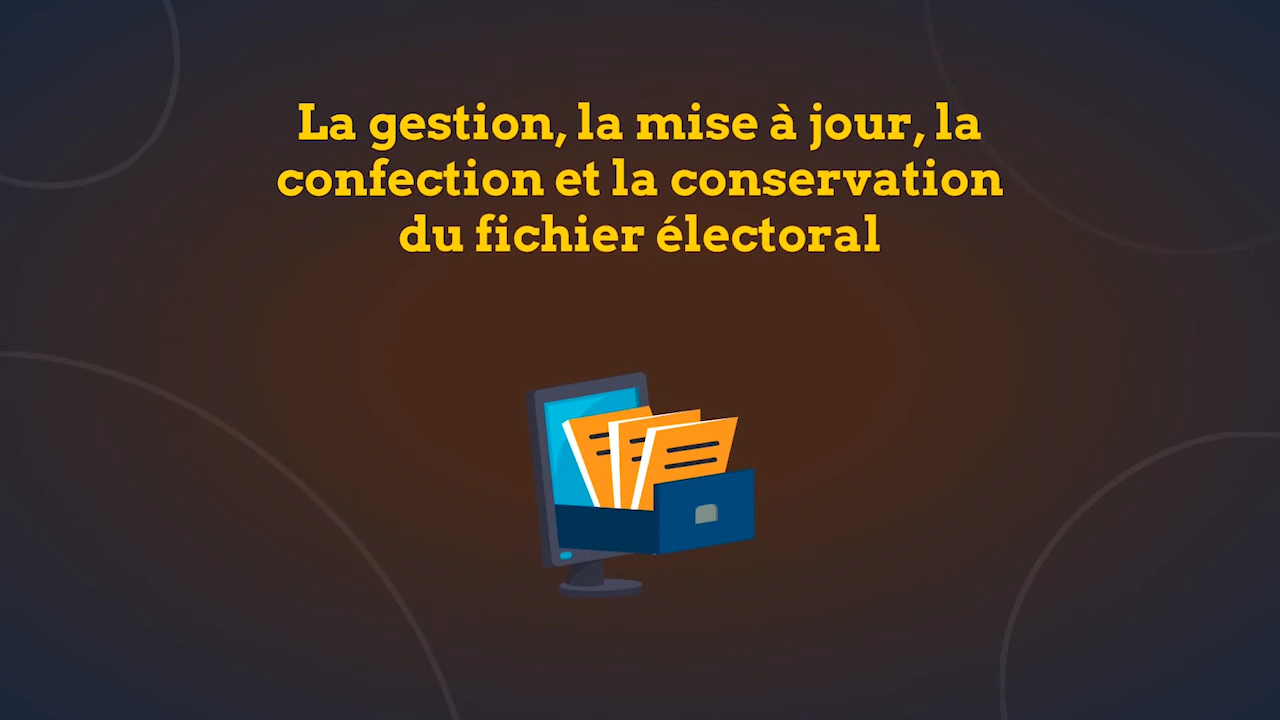 La gestion, la mise à jour, la
confection et la conservation
du fichier électoral